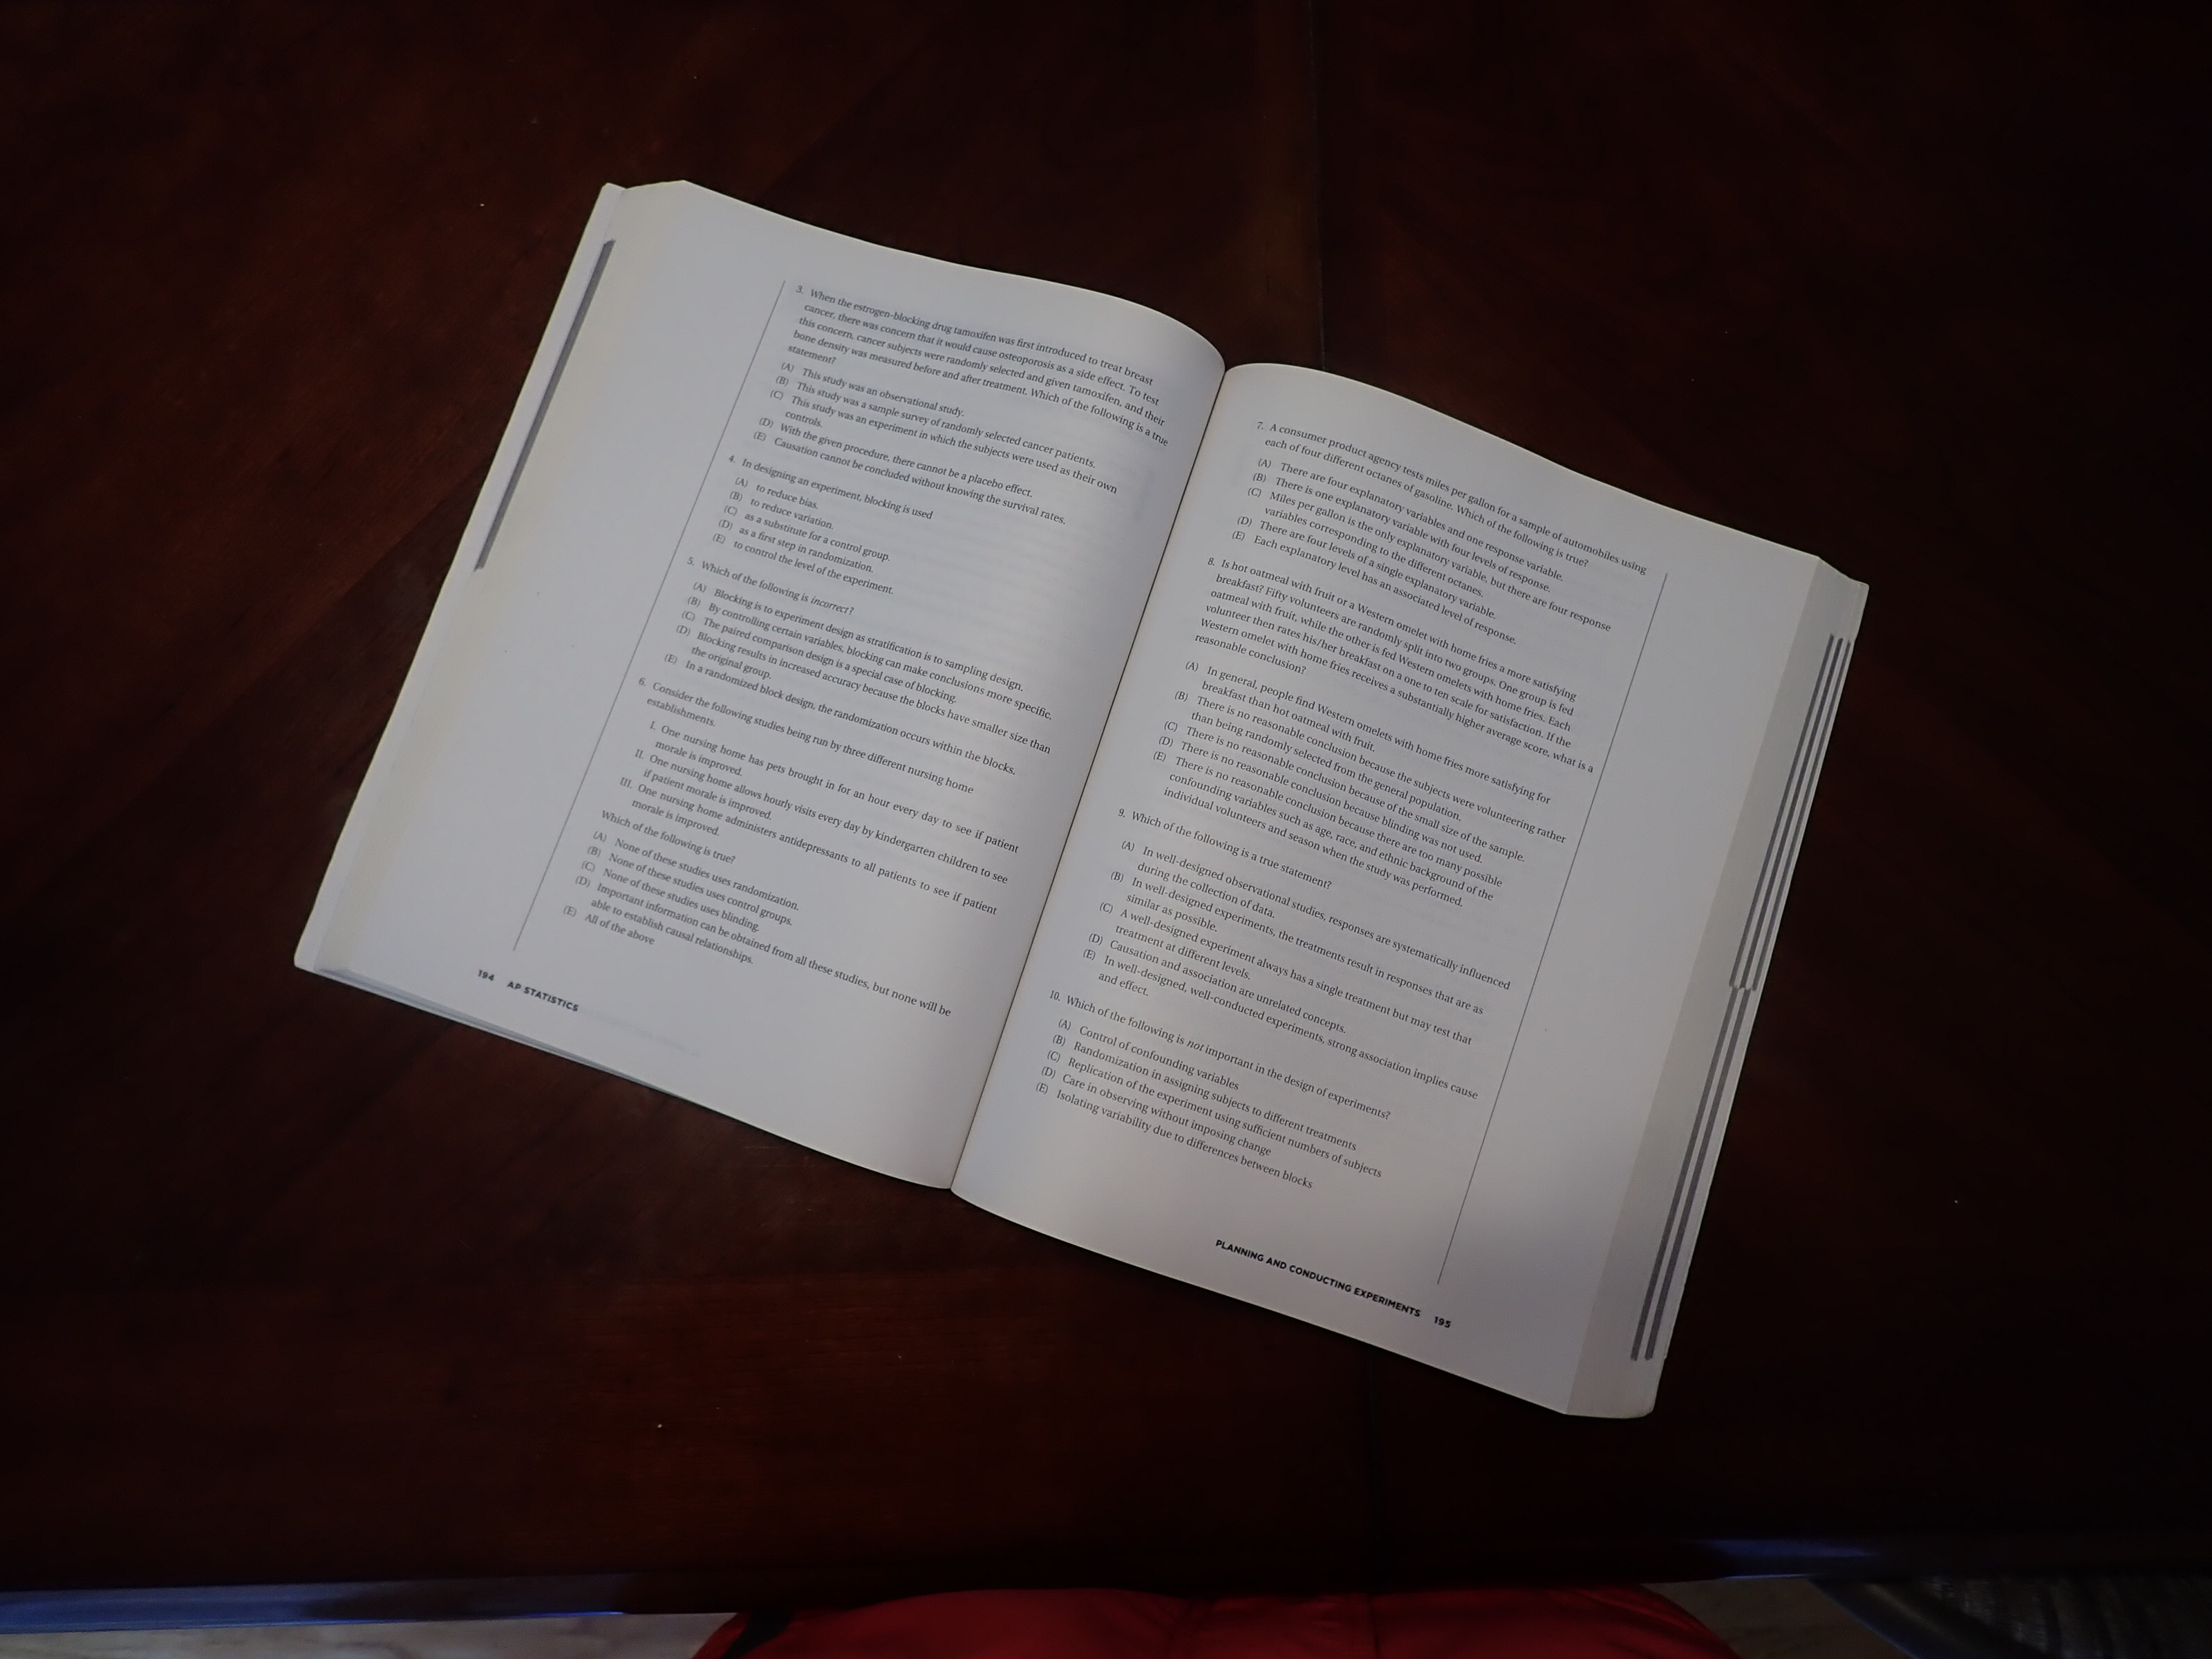 3. When the estrogen-blocking drug tamoxifen was first introduced to treat breast
cancer, there was concern that it would cause osteoporosis as a side effect. To test
this concern, cancer subjects were randomly selected and given tamoxifen, and their
bone density was measured before and after treatment. Which of the following is a true
statement?
(A) This study was an observational study.
(B) This study was a sample survey of randomly selected cancer patients.
(C) This study was an experiment in which the subjects were used as their own
controls.
(D) With the given procedure, there cannot be a placebo effect.
(E) Causation cannot be concluded without knowing the survival rates.
4. In designing an experiment, blocking is used
(A) to reduce bias.
(B) to reduce variation.
(C) as a substitute for a control group.
(D) as a first step in randomization.
(E) to control the level of the experiment.
5. Which of the following is incorrect?
(A) Blocking is to experiment design as stratification is to sampling design.
(B) By controlling certain variables, blocking can make conclusions more specific.
(C) The paired comparison design is a special case of blocking.
(D) Blocking results in increased accuracy because the blocks have smaller size than
the original group.
(E) In a randomized block design, the randomization occurs within the blocks.
6. Consider the following studies being run by three different nursing home
establishments.
I. One nursing home has pets brought in for an hour every day to see if patient
morale is improved.
II. One nursing home allows hourly visits every day by kindergarten children to see
if patient morale is improved.
III. One nursing home administers antidepressants to all patients to see if patient
morale is improved.
Which of the following is true?
(A) None of these studies uses randomization.
(B) None of these studies uses control groups.
(C) None of these studies uses blinding.
(D) Important information can be obtained from all these studies, but none will be
able to establish causal relationships.
(E) All of the above
194 AP STATISTICS
7. A consumer product agency tests miles per gallon for a sample of automobiles using
each of four different octanes of gasoline. Which of the following is true?
(A) There are four explanatory variables and one response variable.
(B) There is one explanatory variable with four levels of response.
(C) Miles per gallon is the only explanatory variable, but there are four response
variables corresponding to the different octanes.
(D) There are four levels of a single explanatory variable.
(E) Each explanatory level has an associated level of response.
8. Is hot oatmeal with fruit or a Western omelet with home fries a more satisfying
breakfast? Fifty volunteers are randomly split into two groups. One group is fed
oatmeal with fruit, while the other is fed Western omelets with home fries. Each
volunteer then rates his/her breakfast on a one to ten scale for satisfaction. If the
Western omelet with home fries receives a substantially higher average score, what is a
reasonable conclusion?
(A) In general, people find Western omelets with home fries more satisfying for
breakfast than hot oatmeal with fruit.
(B) There is no reasonable conclusion because the subjects were volunteering rather
than being randomly selected from the general population.
(C) There is no reasonable conclusion because of the small size of the sample.
(D) There is no reasonable conclusion because blinding was not used.
(E) There is no reasonable conclusion because there are too many possible
confounding variables such as age, race, and ethnic background of the
individual volunteers and season when the study was performed.
9. Which of the following is a true statement?
(A) In well-designed observational studies, responses are systematically influenced
during the collection of data.
(B) In well-designed experiments, the treatments result in responses that are as
similar as possible.
(C) A well-designed experiment always has a single treatment but may test that
treatment at different levels.
(D) Causation and association are unrelated concepts.
(E) In well-designed, well-conducted experiments, strong association implies cause
and effect.
10. Which of the following is not important in the design of experiments?
(A) Control of confounding variables
(B) Randomization in assigning subjects to different treatments
(C) Replication of the experiment using sufficient numbers of subjects
(D) Care in observing without imposing change
(E) Isolating variability due to differences between blocks
PLANNING AND CONDUCTING EXPERIMENTS 195